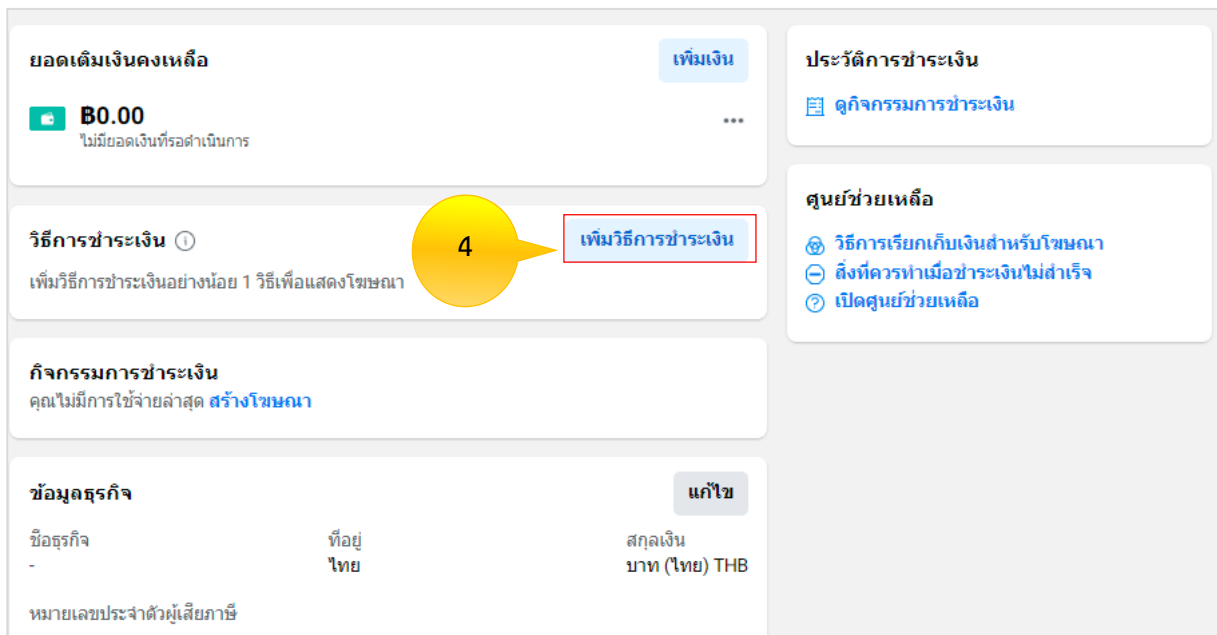 ยอดเติมเงินคงเหลือ
เพิ่มเงิน
฿0.00
ไม่มียอดเงินที่รอดำเนินการ
วิธีการชำระเงิน
4
เพิ่มวิธีการชำระเงิน
เพิ่มวิธีการชำระเงินอย่างน้อย 1 วิธีเพื่อแสดงโฆษณา
กิจกรรมการชำระเงิน
คุณไม่มีการใช้จ่ายล่าสุด สร้างโฆษณา
ข้อมูลธุรกิจ
แก้ไข
ชื่อธุรกิจ
ที่อยู่
สกุลเงิน
-
ไทย
บาท (ไทย) THB
หมายเลขประจำตัวผู้เสียภาษี
ประวัติการชำระเงิน
ดูกิจกรรมการชำระเงิน
ศูนย์ช่วยเหลือ
วิธีการเรียกเก็บเงินสำหรับโฆษณา
สิ่งที่ควรทำเมื่อชำระเงินไม่สำเร็จ
เปิดศูนย์ช่วยเหลือ